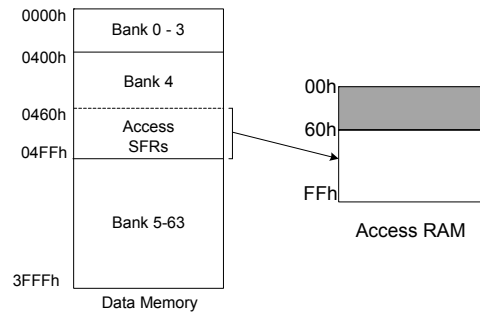 0000h
Bank 0 - 3
0400h
Bank 4
0460h
Access
SFRs
04FFh
Bank 5-63
3FFFh
Data Memory
00h
60h
FFh
Access RAM